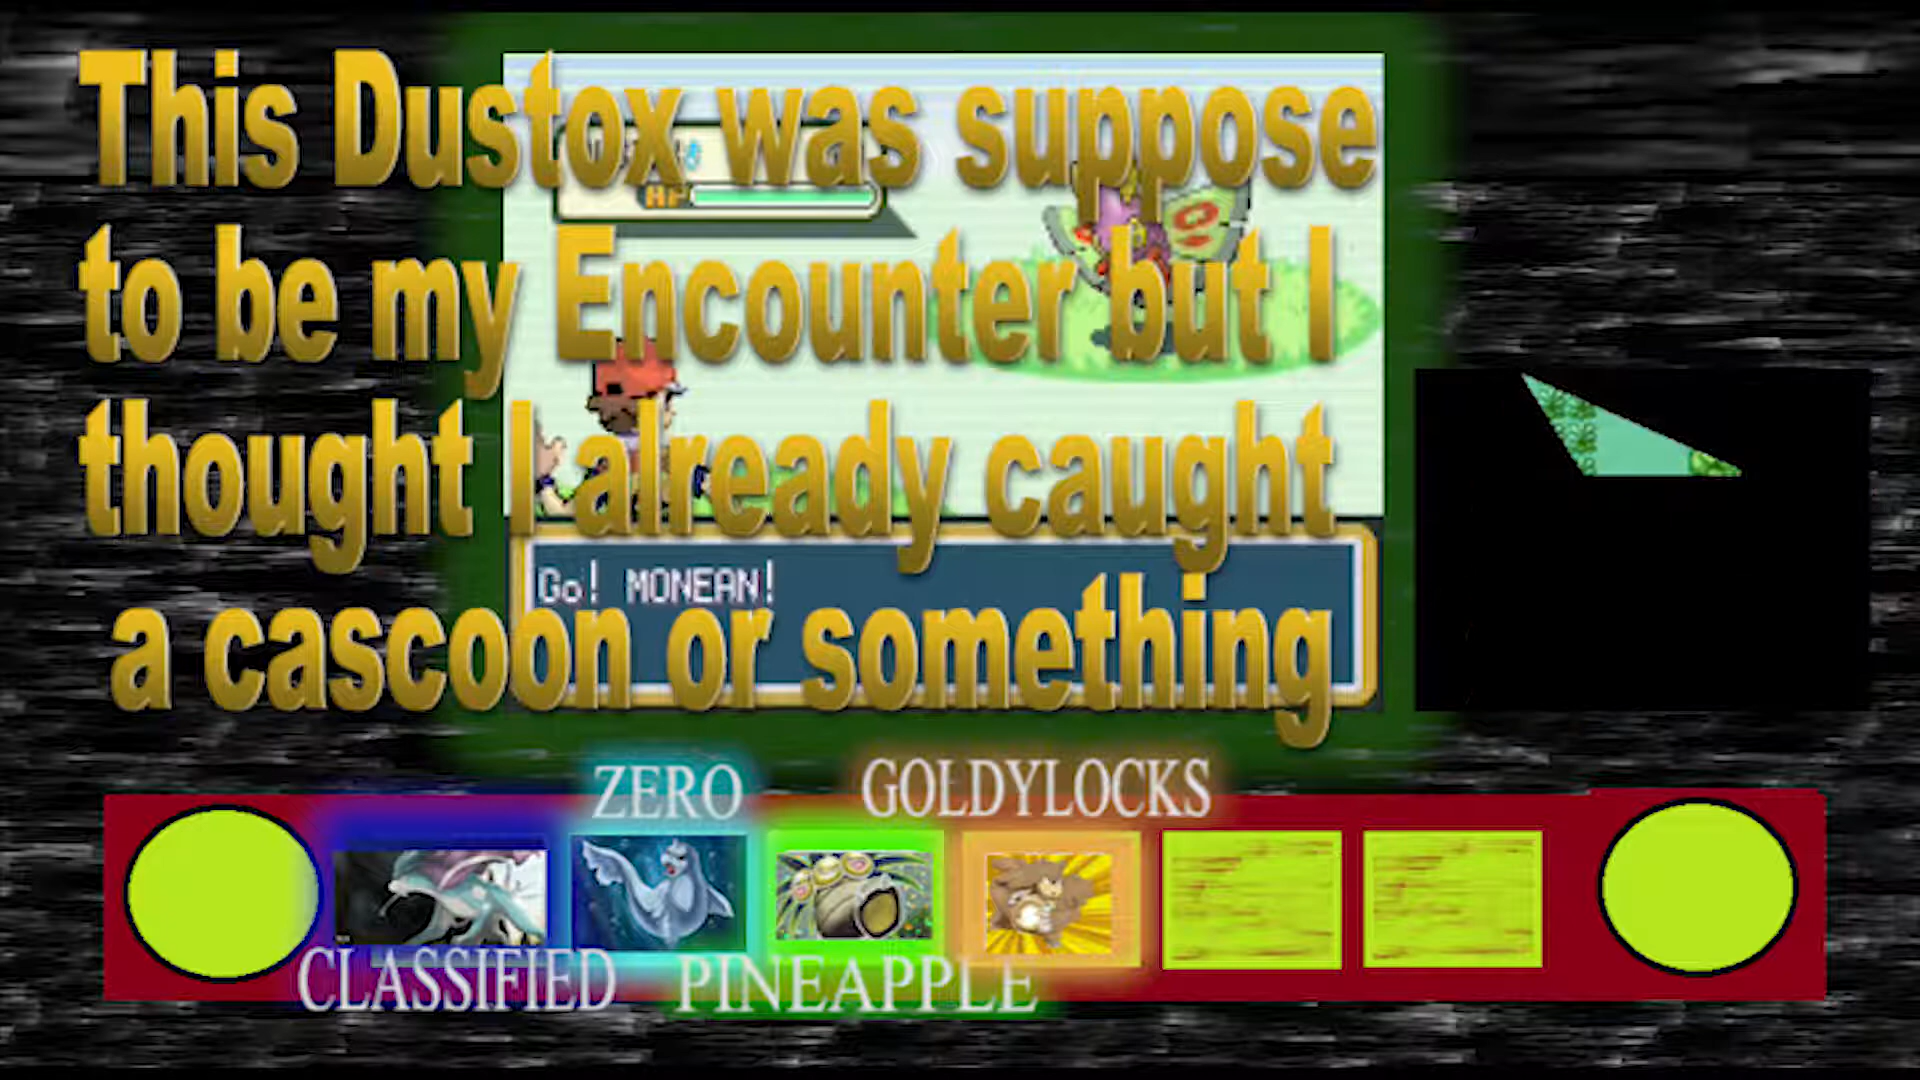 This Dustox was suppose
to be my Encounter but I
thought I already caught
a cascoon or something
HP
Go! MONEAN!
ZERO
GOLDYLOCKS
CLASSIFIED
PINEAPPLE